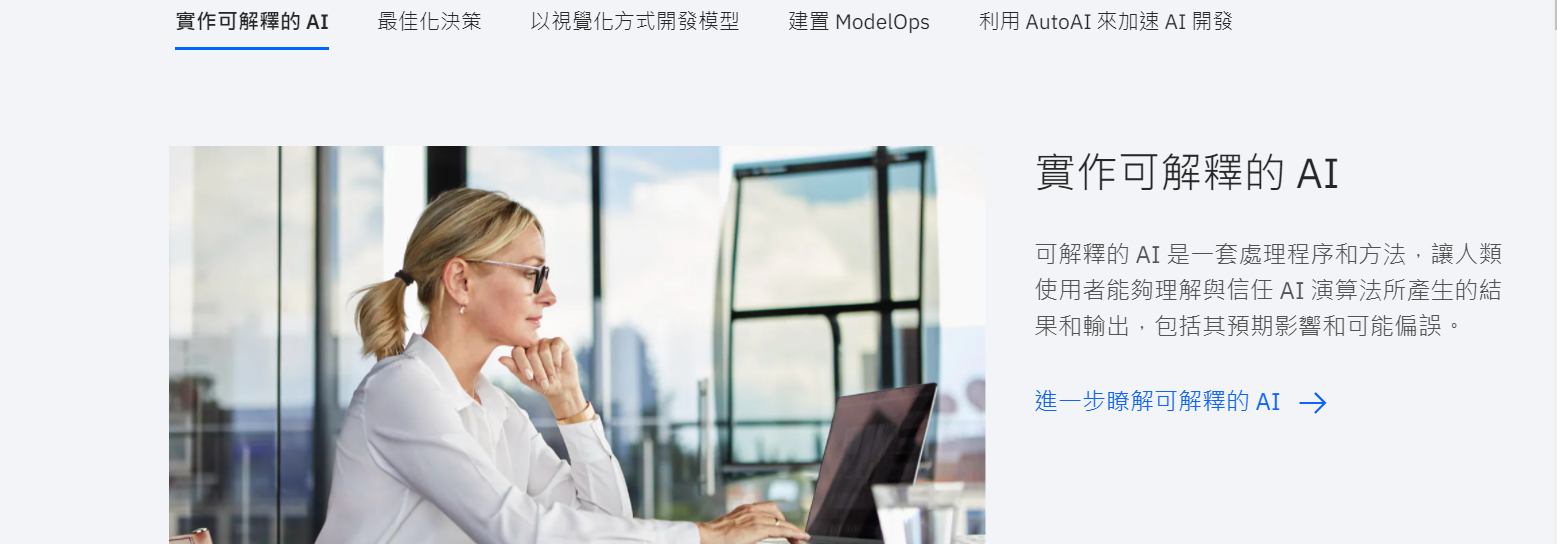 實作可解釋的 AI 最佳化決策 以視覺化方式開發模型 建置 ModelOps 利用 AutoAI 來加速 AI 開發
實作可解釋的 AI
可解釋的 AI 是一套處理程序和方法，讓人類
使用者能夠理解與信任 AI 演算法所產生的結
果和輸出，包括其預期影響和可能偏誤。
進一步瞭解可解釋的 AI →